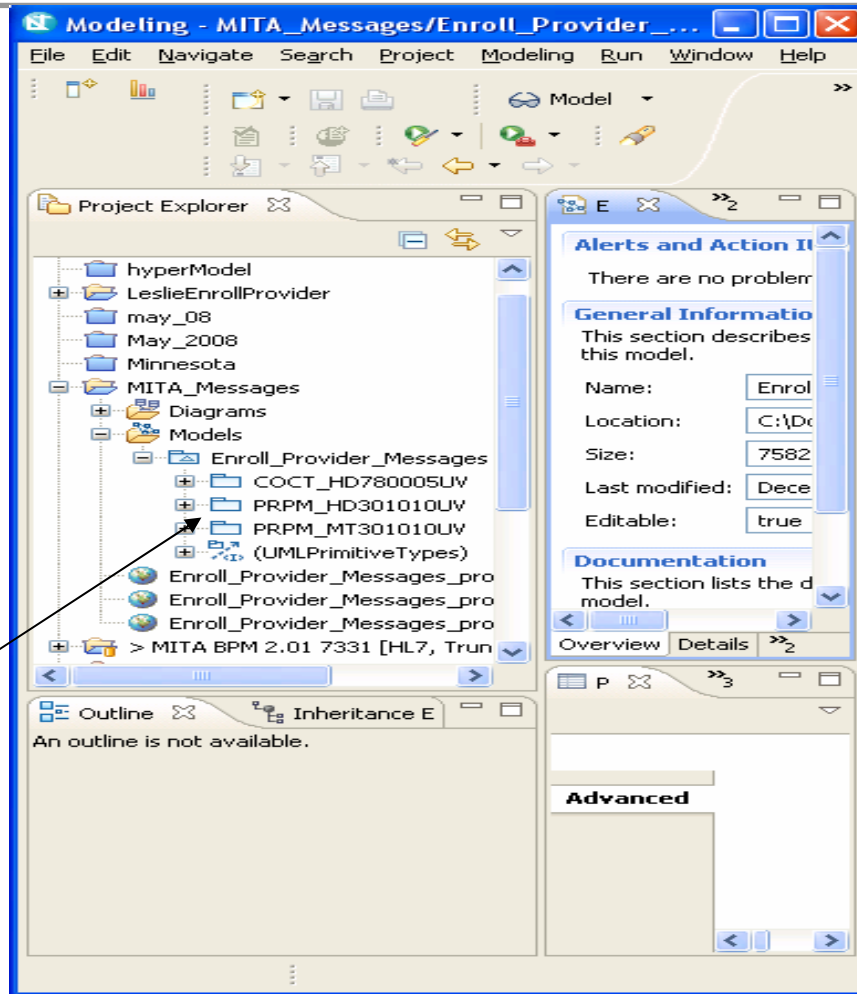 Modeling - MITA_Messages/Enroll_Provider_...
File Edit Navigate Search Project Modeling Run Window Help
Model
Project Explorer
E
2
hyperModel
LeslieEnrollProvider
may_08
May_2008
Minnesota
MITA_Messages
Diagrams
Models
Enroll_Provider_Messages
COCT_HD780005UV
PRPM_HD301010UV
PRPM_MT301010UV
(UMLPrimitiveTypes)
Enroll_Provider_Messages_pro
Enroll_Provider_Messages_pro
Enroll_Provider_Messages_pro
> MITA BPM 2.01 7331 [HL7, Trun
Alerts and Action It
There are no problem
General Informatio
This section describes
this model.
Name: Enrol
Location: C:\Do
Size: 7582
Last modified: Dece
Editable: true
Documentation
This section lists the d
model.
Overview Details 2
Outline Inheritance E
An outline is not available.
P 3
Advanced